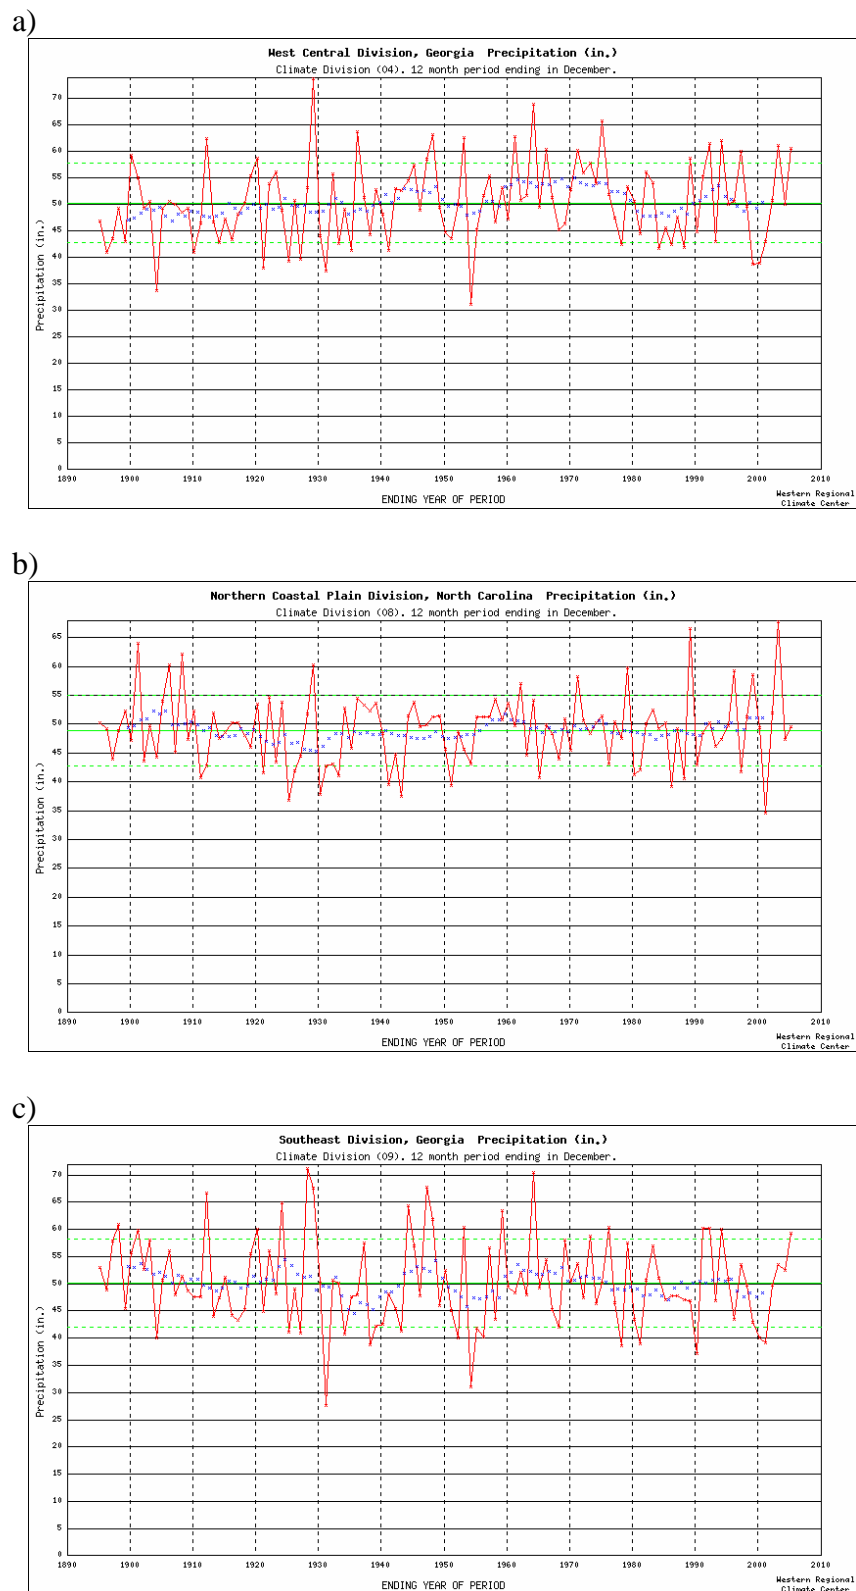 a)
West Central Division, Georgia  Precipitation (in.)
Climate Division (04). 12 month period ending in December.
Precipitation (in.)
70
65
60
55
50
45
40
35
30
25
20
15
10
5
0
1890 1900 1910 1920 1930 1940 1950 1960 1970 1980 1990 2000 2010
ENDING YEAR OF PERIOD
Western Regional
Climate Center
b)
Northern Coastal Plain Division, North Carolina  Precipitation (in.)
Climate Division (08). 12 month period ending in December.
Precipitation (in.)
65
60
55
50
45
40
35
30
25
20
15
10
5
0
1890 1900 1910 1920 1930 1940 1950 1960 1970 1980 1990 2000 2010
ENDING YEAR OF PERIOD
Western Regional
Climate Center
c)
Southeast Division, Georgia  Precipitation (in.)
Climate Division (09). 12 month period ending in December.
Precipitation (in.)
70
65
60
55
50
45
40
35
30
25
20
15
10
5
0
1890 1900 1910 1920 1930 1940 1950 1960 1970 1980 1990 2000 2010
ENDING YEAR OF PERIOD
Western Regional
Climate Center